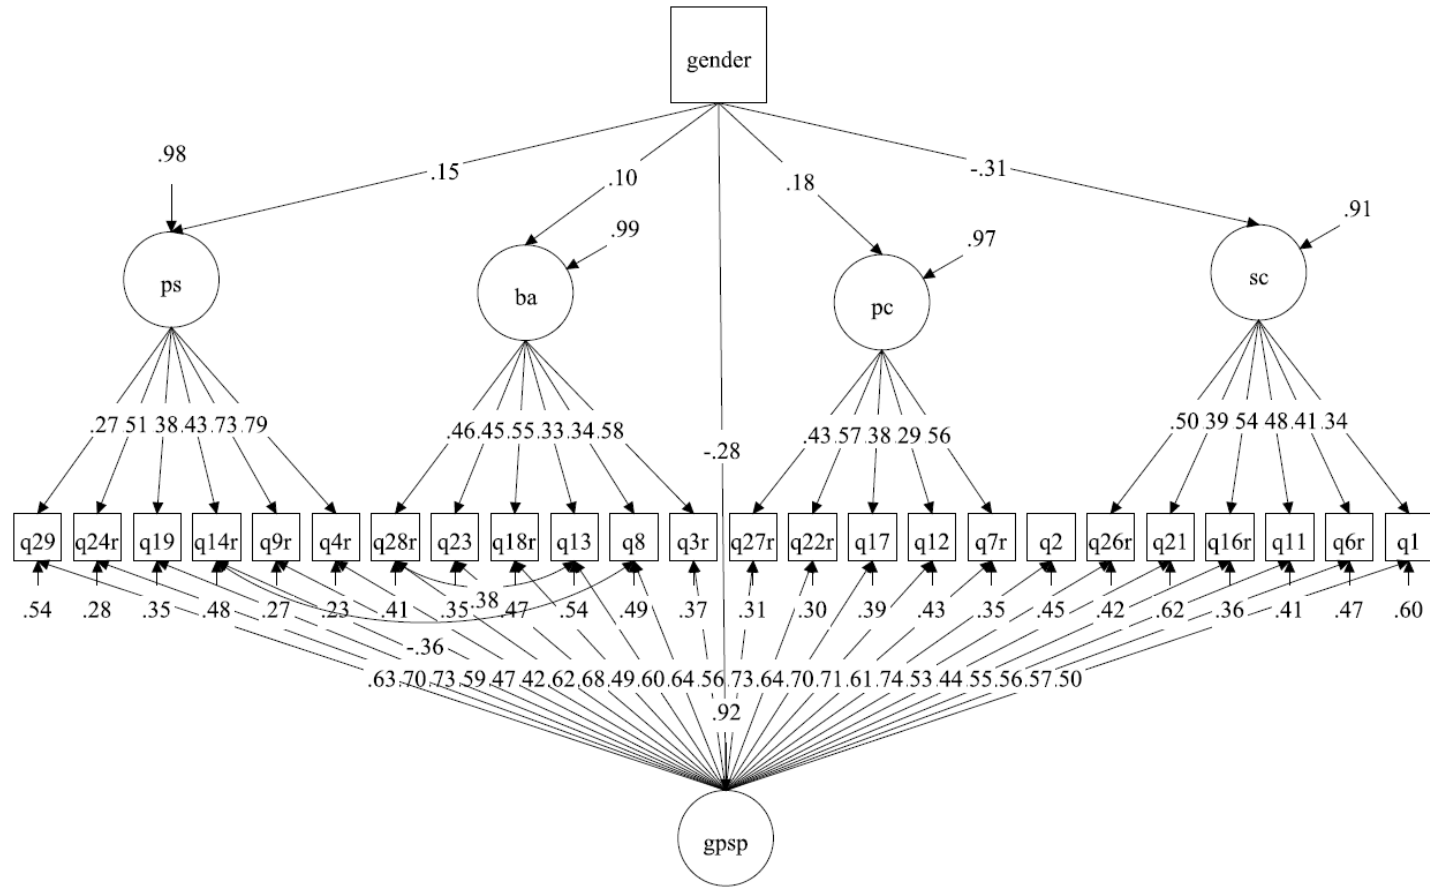 gender
.98
.15
.10
.18
-.31
.99
.97
.91
ps
ba
pc
sc
.27 .51 .38 .43 .73 .79
.46 .45 .55 .33 .34 .58
.43 .57 .38 .29 .56
.50 .39 .54 .48 .41 .34
-.28
q29 q24r q19 q14r q9r q4r q28r q23 q18r q13 q8 q3r q27r q22r q17 q12 q7r q2 q26r q21 q16r q11 q6r q1
.38
.54 .28 .35 .48 .27 .23 .41 .35 .47 .54 .49 .37 .31 .30 .39 .43 .35 .45 .42 .62 .36 .41 .47 .60
-.36
.63 .70 .73 .59 .47 .42 .62 .68 .49 .60 .64 .56 .73 .64 .70 .71 .61 .74 .53 .44 .55 .56 .57 .50
.92
gpsp